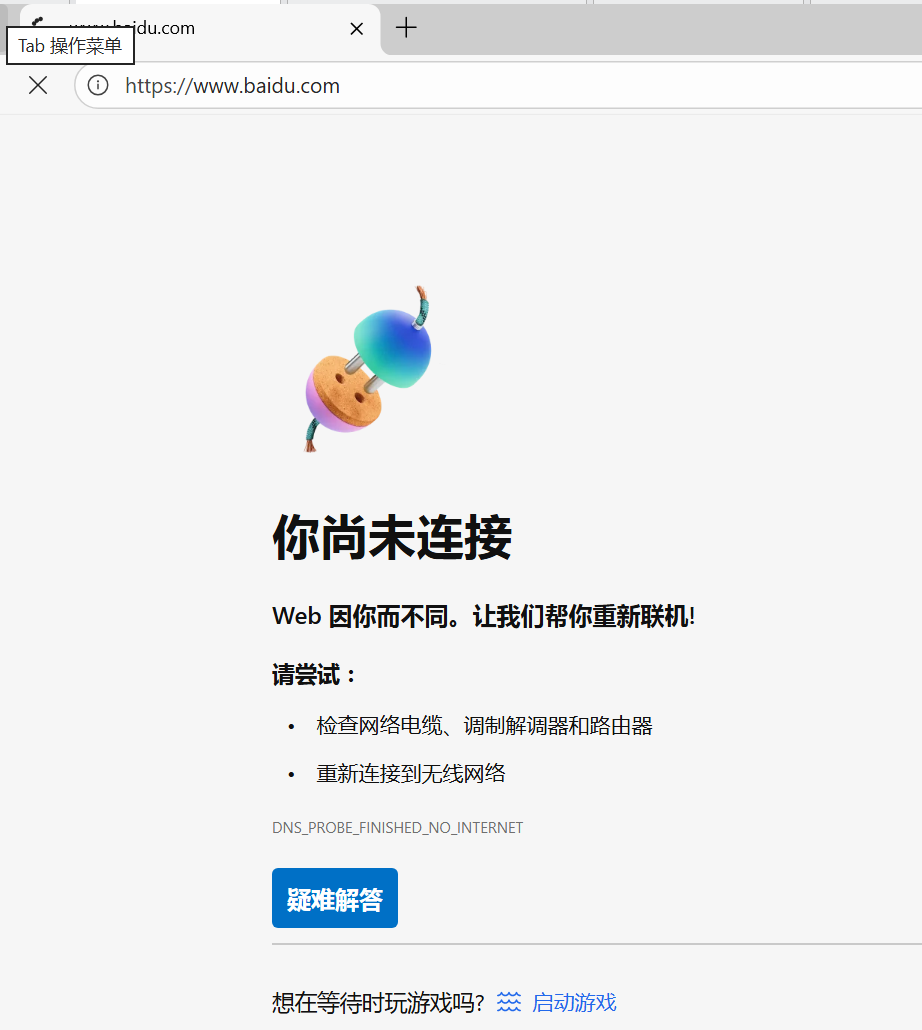 du.com
Tab 操作菜单
https://www.baidu.com
你尚未连接
Web 因你而不同。让我们帮你重新联机!
请尝试：
• 检查网络电缆、调制解调器和路由器
• 重新连接到无线网络
DNS_PROBE_FINISHED_NO_INTERNET
疑难解答
想在等待时玩游戏吗? 启动游戏